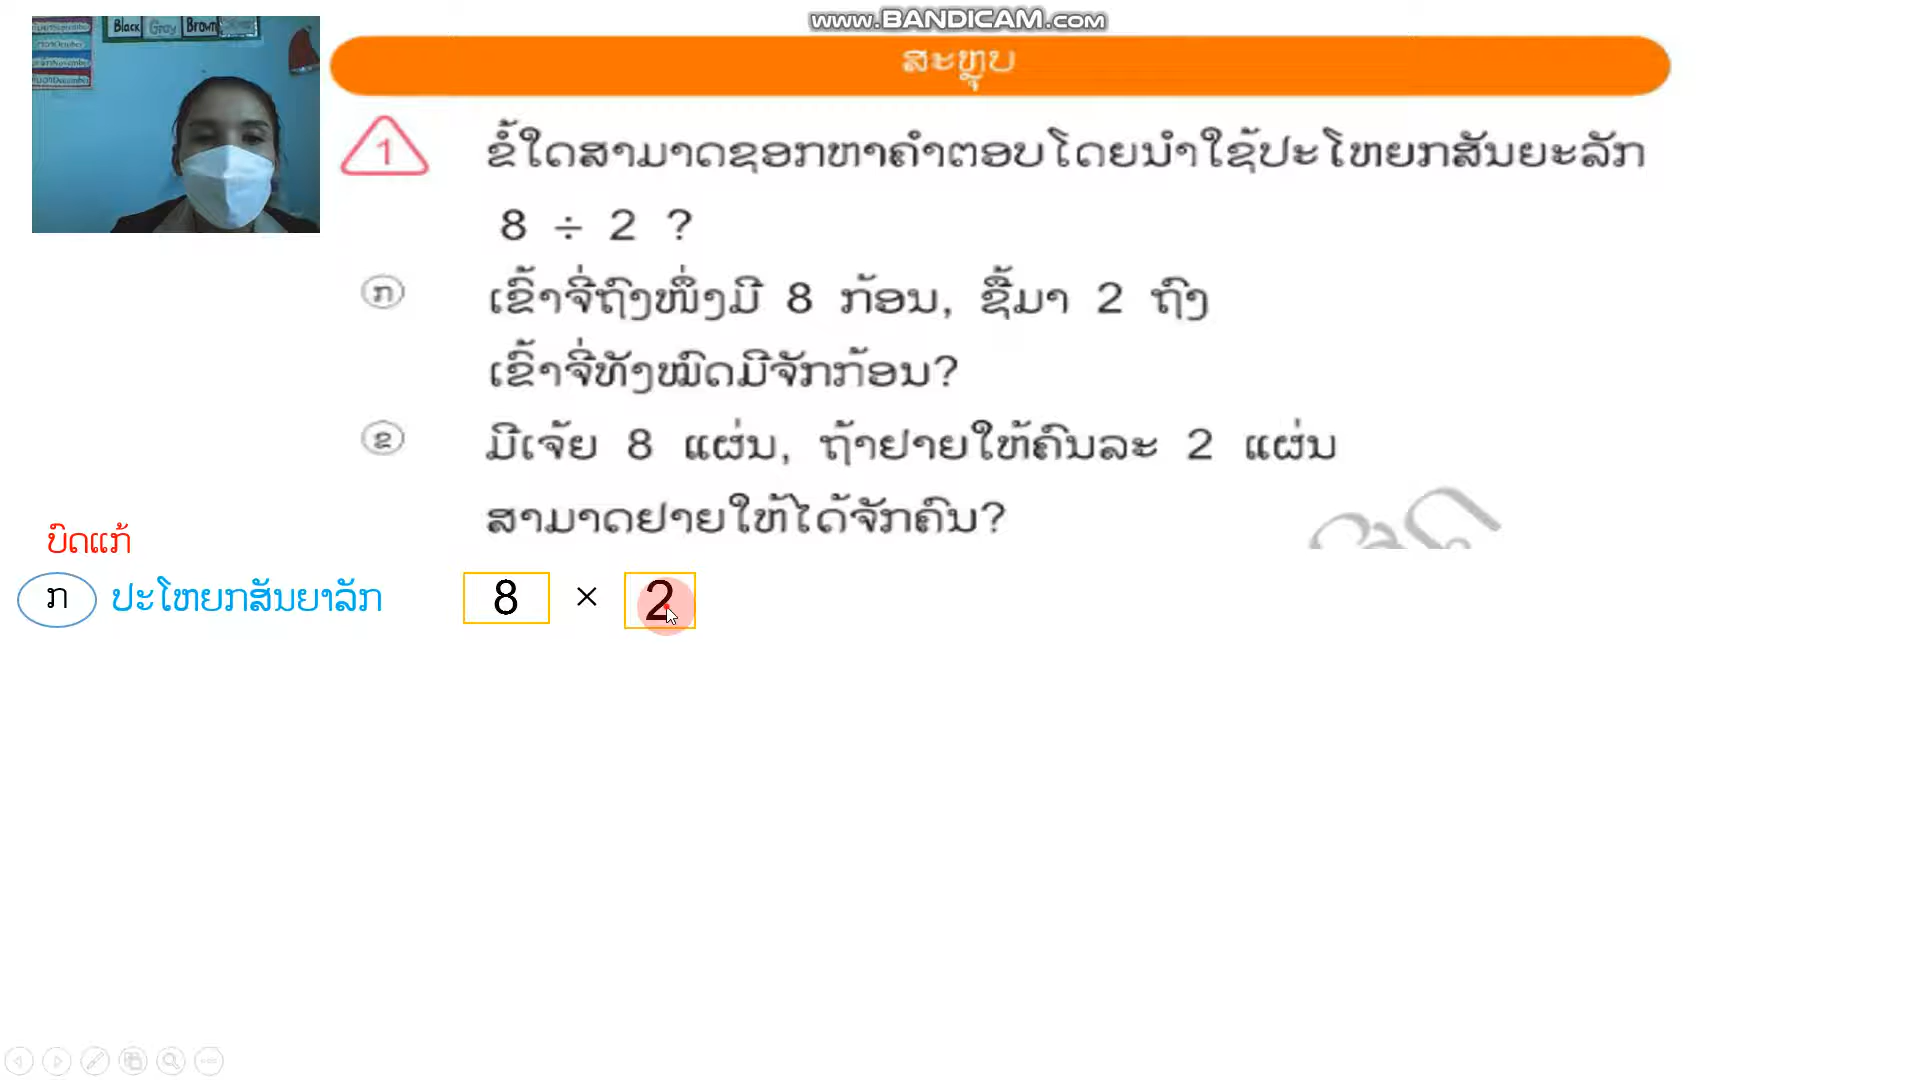 www.BANDICAM.com
Black Gray Brown
ສະຫຼຸບ
1 ຂໍ້ໃດສາມາດຊອກຫາຄຳຕອບໂດຍນຳໃຊ້ປະໂຫຍກສັນຍະລັກ
8 ÷ 2 ?
ກ ເຂົ້າຈີ່ຖົງໜຶ່ງມີ 8 ກ້ອນ, ຊື້ມາ 2 ຖົງ
ເຂົ້າຈີ່ທັງໝົດມີຈັກກ້ອນ?
ຂ ມີເຈ້ຍ 8 ແຜ່ນ, ຖ້າຢາຍໃຫ້ຄົນລະ 2 ແຜ່ນ
ສາມາດຢາຍໃຫ້ໄດ້ຈັກຄົນ?
ບົດແກ້
ກ ປະໂຫຍກສັນຍາລັກ 8 × 2